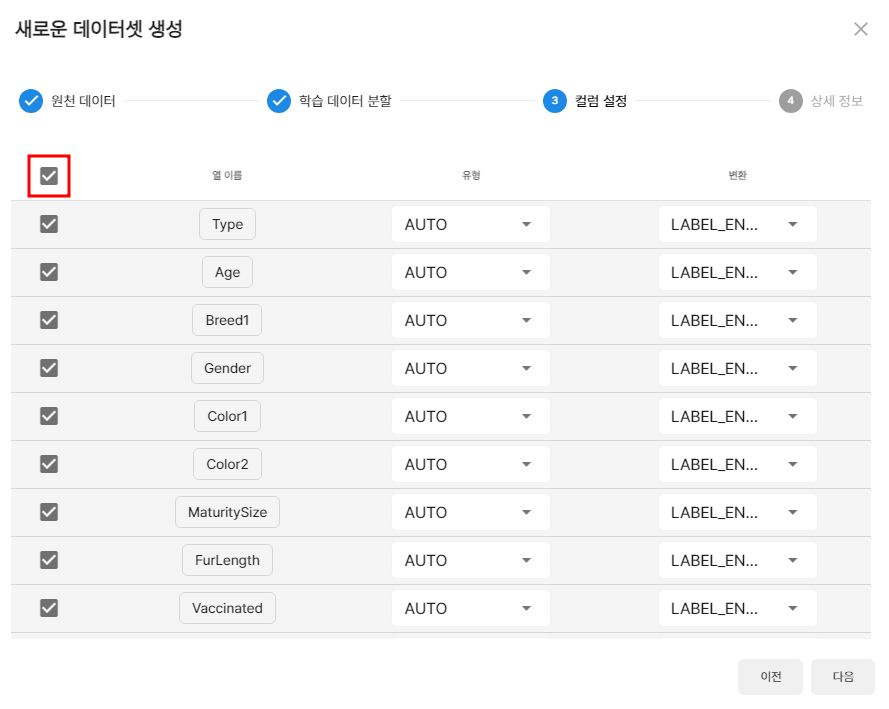 새로운 데이터셋 생성
원천 데이터 학습 데이터 분할 3 컬럼 설정 4 상세 정보
열 이름 유형 변환
Type AUTO LABEL_EN...
Age AUTO LABEL_EN...
Breed1 AUTO LABEL_EN...
Gender AUTO LABEL_EN...
Color1 AUTO LABEL_EN...
Color2 AUTO LABEL_EN...
MaturitySize AUTO LABEL_EN...
FurLength AUTO LABEL_EN...
Vaccinated AUTO LABEL_EN...
이전 다음